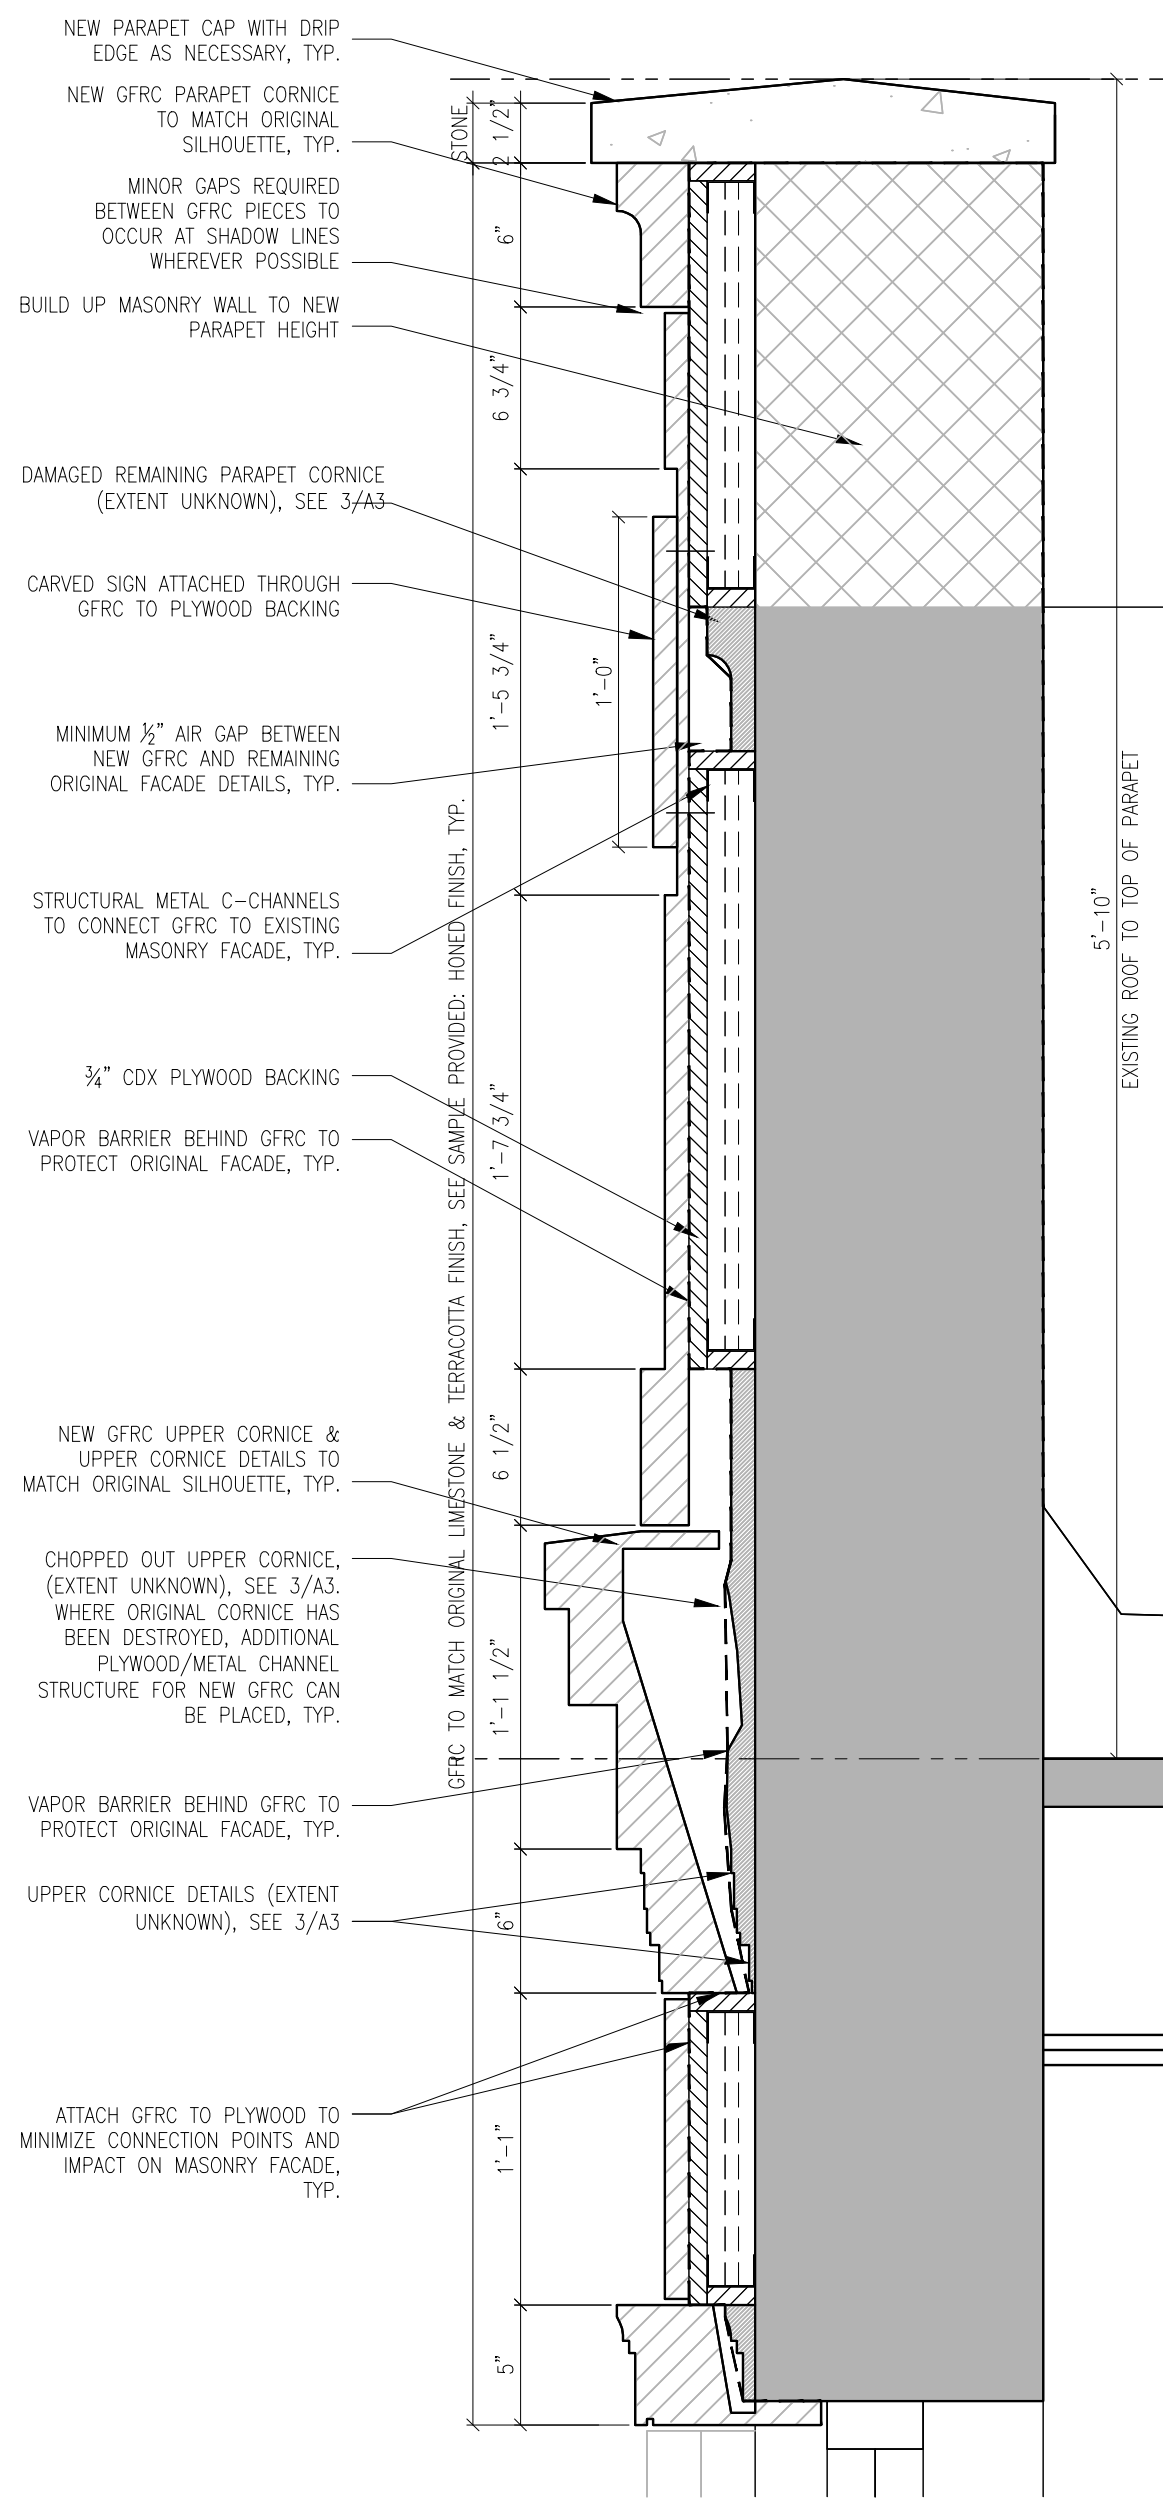 NEW PARAPET CAP WITH DRIP
EDGE AS NECESSARY, TYP.
NEW GFRC PARAPET CORNICE
TO MATCH ORIGINAL
SILHOUETTE, TYP.
MINOR GAPS REQUIRED
BETWEEN GFRC PIECES TO
OCCUR AT SHADOW LINES
WHEREVER POSSIBLE
BUILD UP MASONRY WALL TO NEW
PARAPET HEIGHT
DAMAGED REMAINING PARAPET CORNICE
(EXTENT UNKNOWN), SEE 3/A3
CARVED SIGN ATTACHED THROUGH
GFRC TO PLYWOOD BACKING
MINIMUM ½" AIR GAP BETWEEN
NEW GFRC AND REMAINING
ORIGINAL FACADE DETAILS, TYP.
STRUCTURAL METAL C-CHANNELS
TO CONNECT GFRC TO EXISTING
MASONRY FACADE, TYP.
¾" CDX PLYWOOD BACKING
VAPOR BARRIER BEHIND GFRC TO
PROTECT ORIGINAL FACADE, TYP.
NEW GFRC UPPER CORNICE &
UPPER CORNICE DETAILS TO
MATCH ORIGINAL SILHOUETTE, TYP.
CHOPPED OUT UPPER CORNICE,
(EXTENT UNKNOWN), SEE 3/A3.
WHERE ORIGINAL CORNICE HAS
BEEN DESTROYED, ADDITIONAL
PLYWOOD/METAL CHANNEL
STRUCTURE FOR NEW GFRC CAN
BE PLACED, TYP.
VAPOR BARRIER BEHIND GFRC TO
PROTECT ORIGINAL FACADE, TYP.
UPPER CORNICE DETAILS (EXTENT
UNKNOWN), SEE 3/A3
ATTACH GFRC TO PLYWOOD TO
MINIMIZE CONNECTION POINTS AND
IMPACT ON MASONRY FACADE,
TYP.
STONE
GFRC TO MATCH ORIGINAL LIMESTONE & TERRACOTTA FINISH, SEE SAMPLE PROVIDED: HONED FINISH, TYP.
2 1/2"
6"
6 3/4"
1'-5 3/4"
1'-7 3/4"
6 1/2"
1'-1 1/2"
6"
1'-1"
5"
1'-0"
5'-10"
EXISTING ROOF TO TOP OF PARAPET